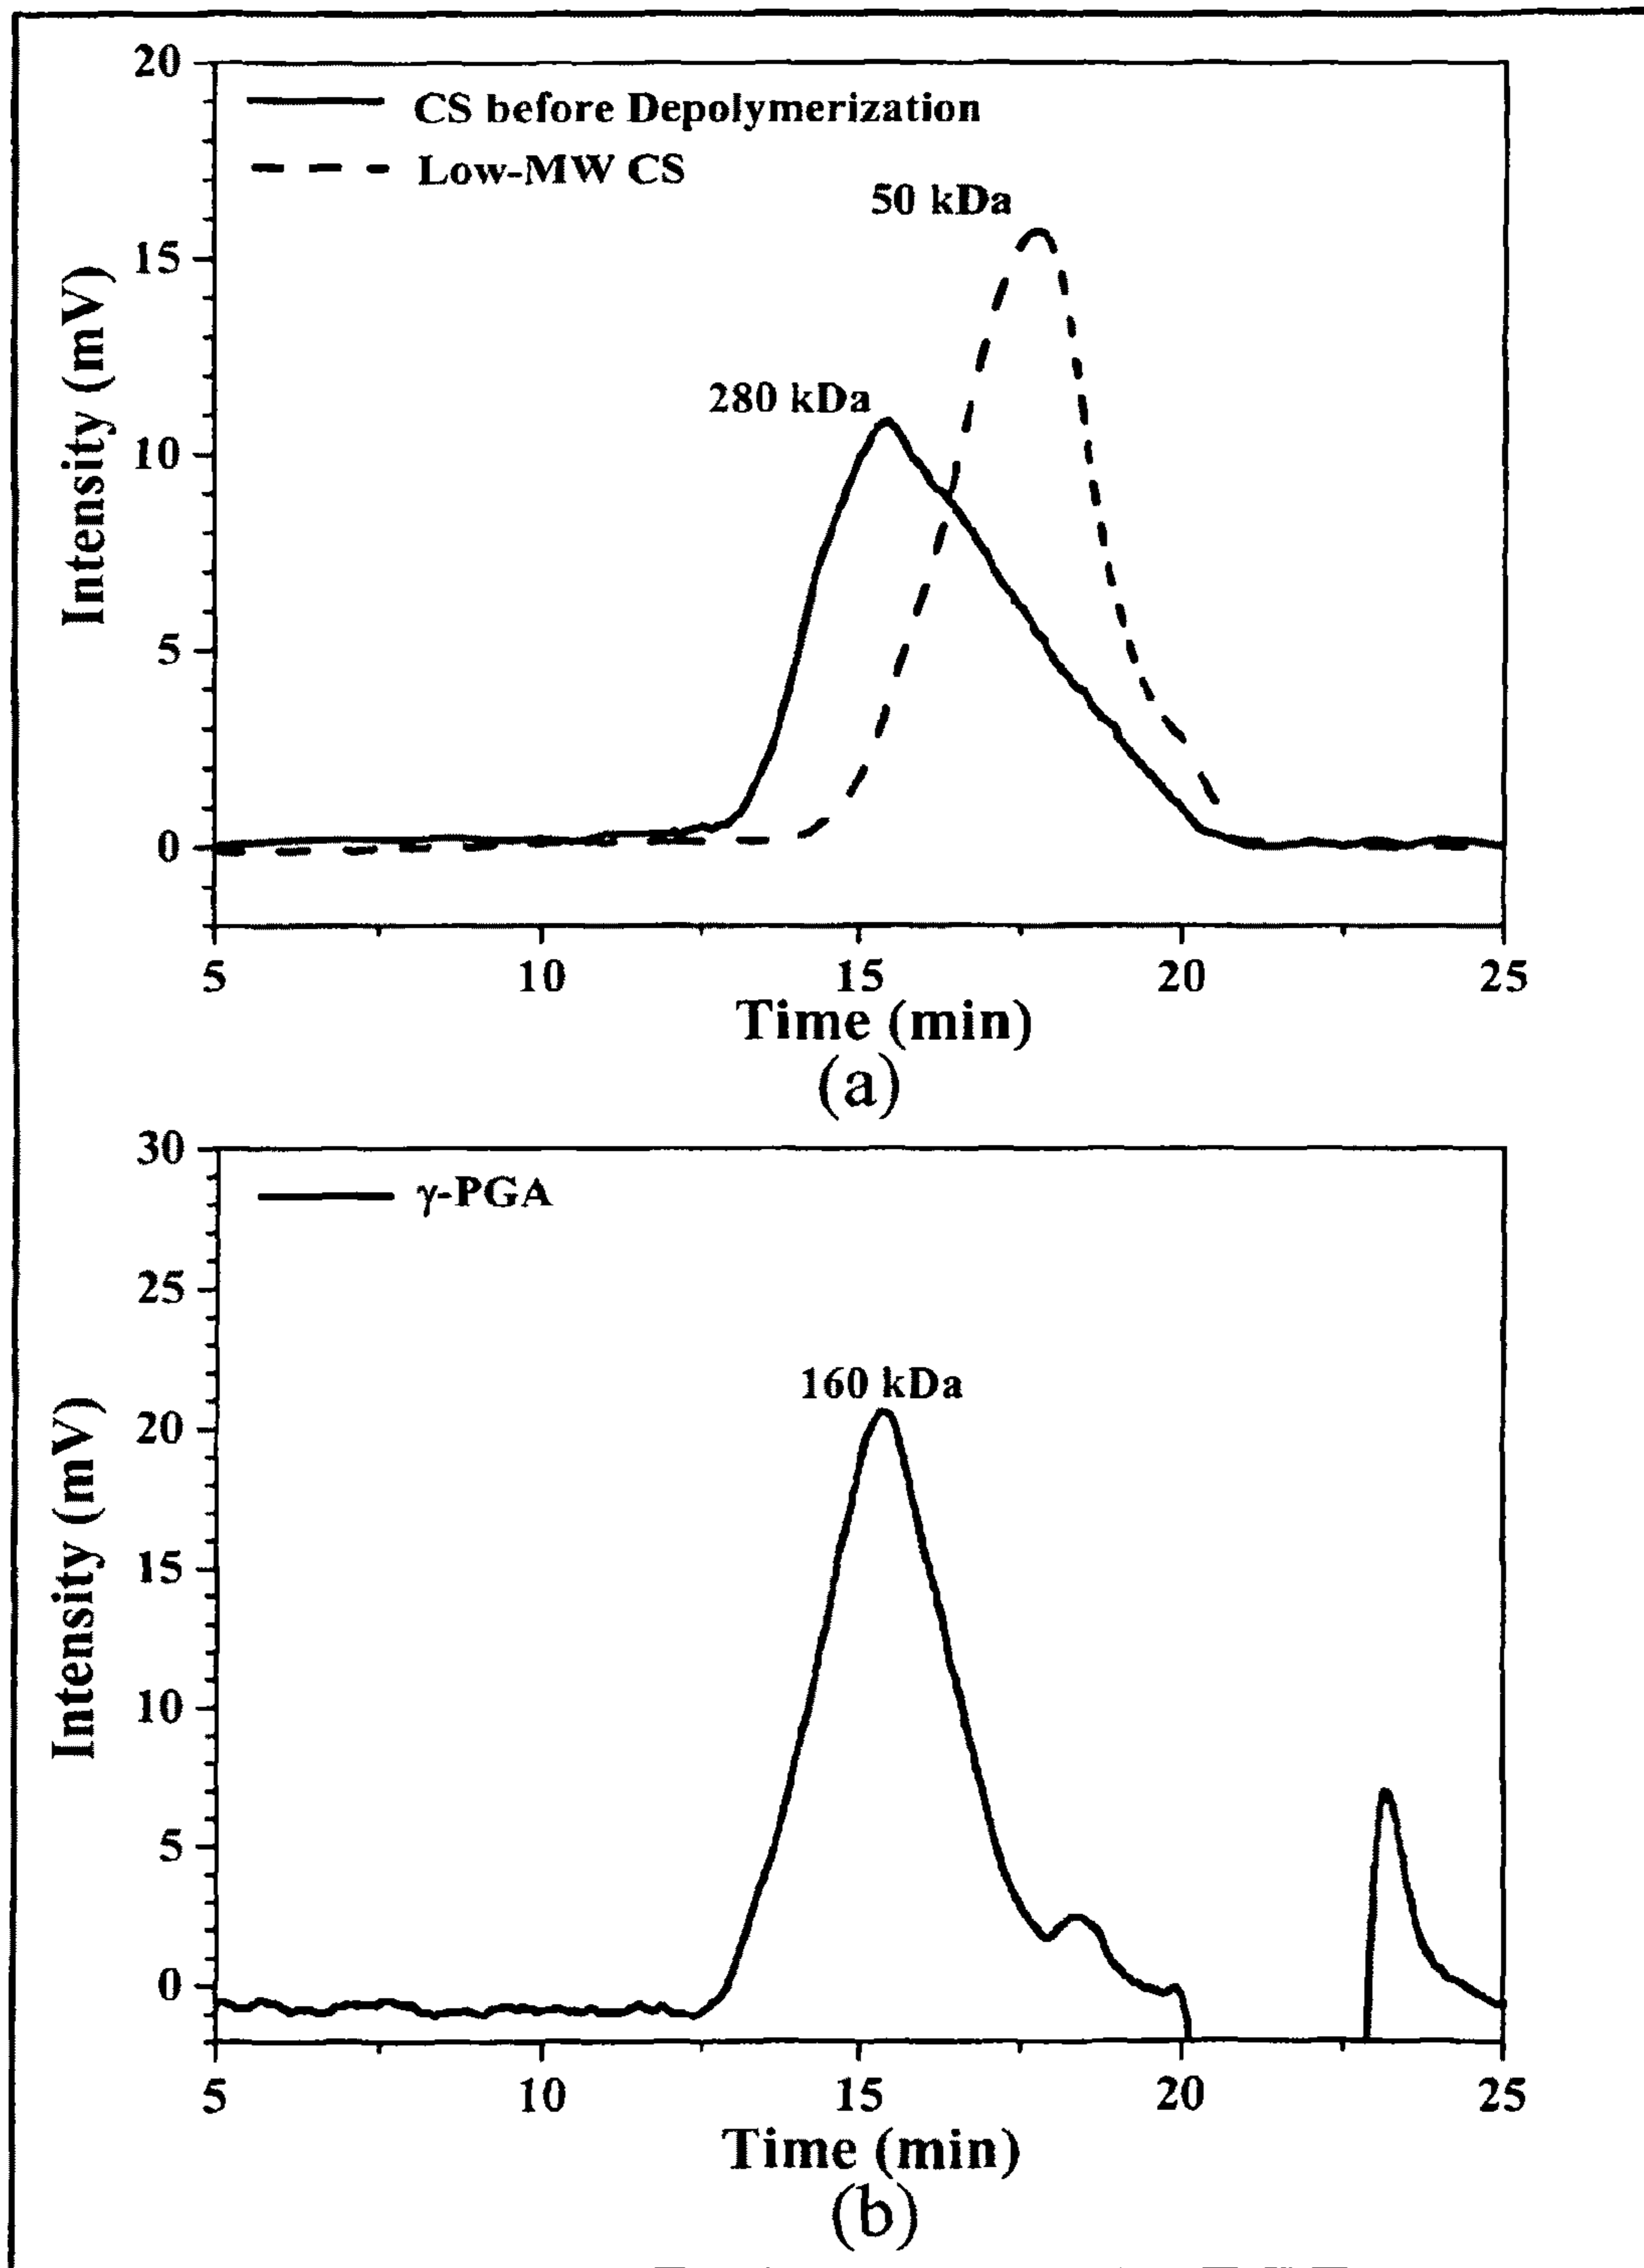 20
CS before Depolymerization
Low-MW CS
50 kDa
15
280 kDa
10
5
0
Intensity (mV)
5 10 15 20 25
Time (min)
(a)
30
γ-PGA
25
160 kDa
20
15
10
5
0
Intensity (mV)
5 10 15 20 25
Time (min)
(b)